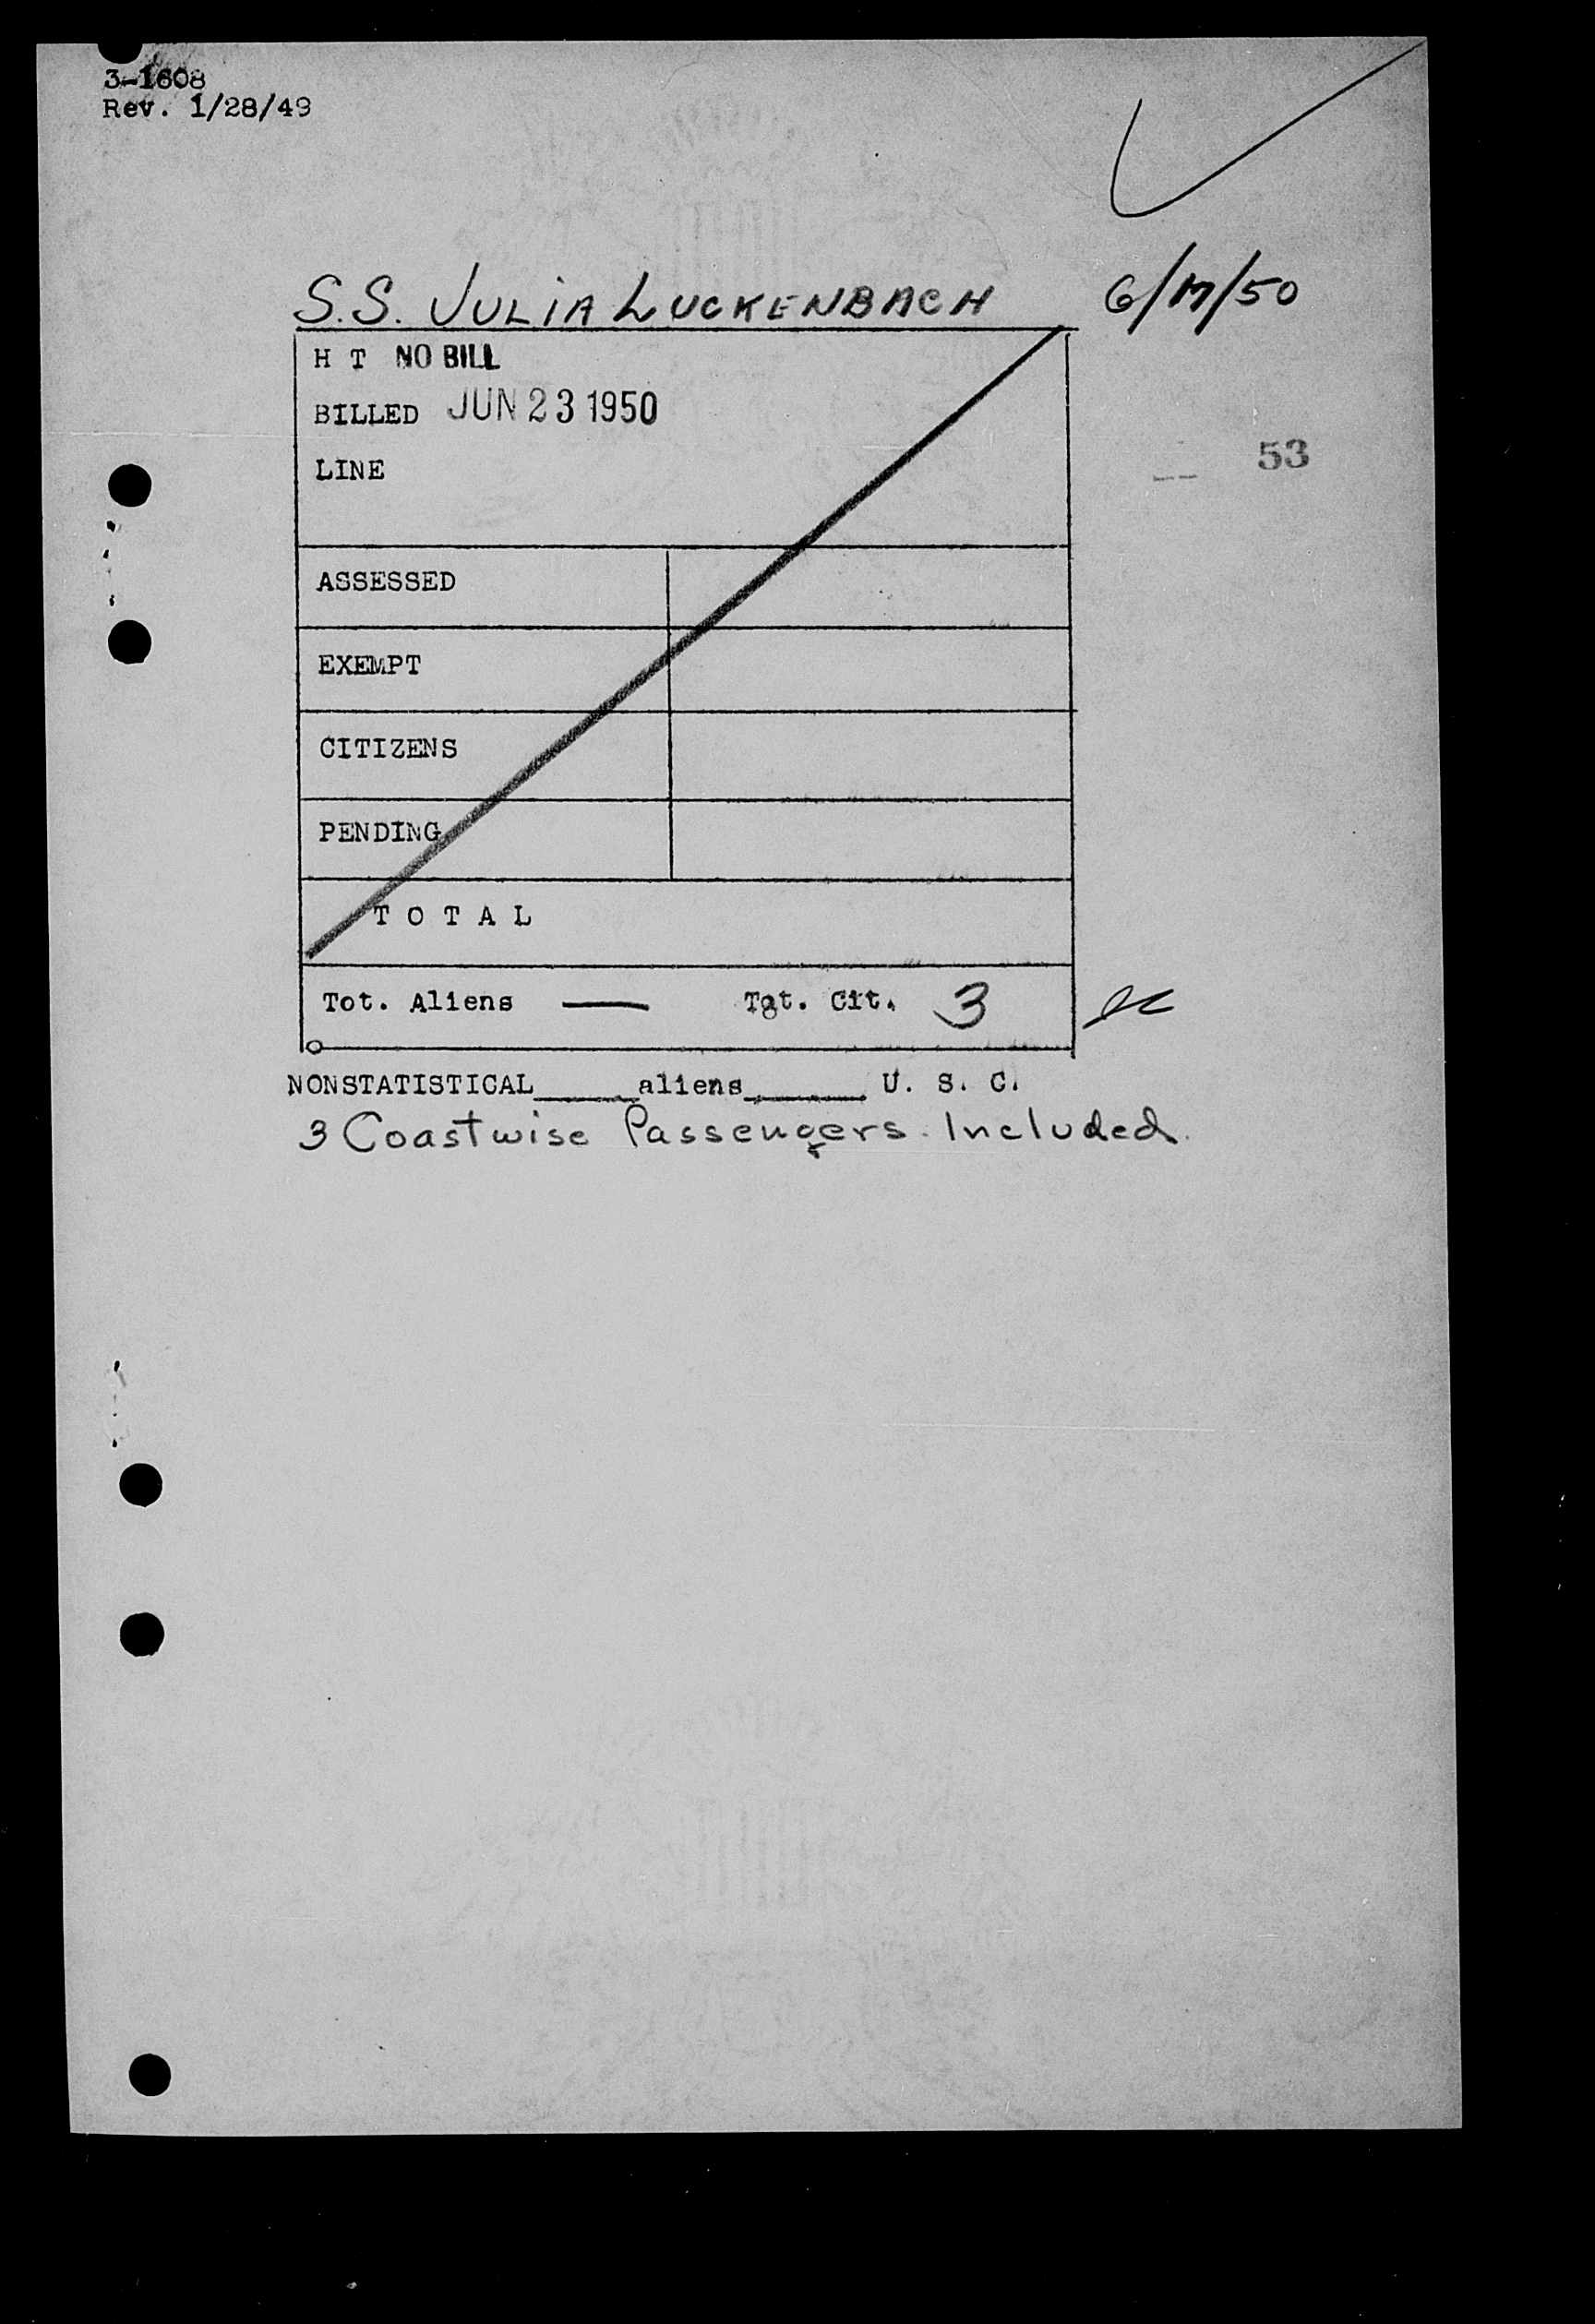 3-1608
Rev. 1/28/49
S.S. JULIA LUCKENBACH 6/17/50
H T NO BILL
BILLED JUN 23 1950
LINE
53
ASSESSED
EXEMPT
CITIZENS
PENDING
T O T A L
Tot. Aliens — Tot. Cit. 3
NONSTATISTICAL_____aliens_______ U. S. C.
3 Coastwise Passengers Included.